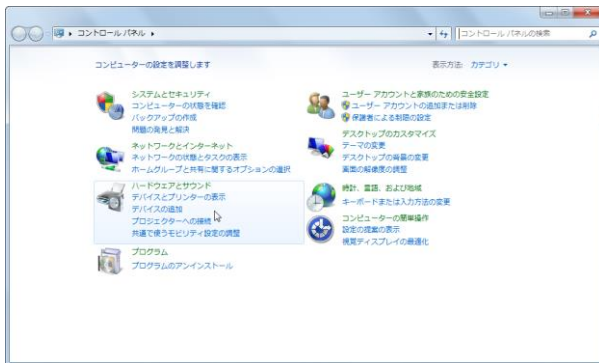 コントロール パネル
コントロール パネルの検索
コンピューターの設定を調整します
表示方法: カテゴリ
システムとセキュリティ
コンピューターの状態を確認
バックアップの作成
問題の発見と解決
ネットワークとインターネット
ネットワークの状態とタスクの表示
ホームグループと共有に関するオプションの選択
ハードウェアとサウンド
デバイスとプリンターの表示
デバイスの追加
プロジェクターへの接続
共通で使うモビリティ設定の調整
プログラム
プログラムのアンインストール
ユーザー アカウントと家族のための安全設定
ユーザー アカウントの追加または削除
保護者による制限の設定
デスクトップのカスタマイズ
テーマの変更
デスクトップの背景の変更
画面の解像度の調整
時計、言語、および地域
キーボードまたは入力方法の変更
コンピューターの簡単操作
設定の提案の表示
視覚ディスプレイの最適化